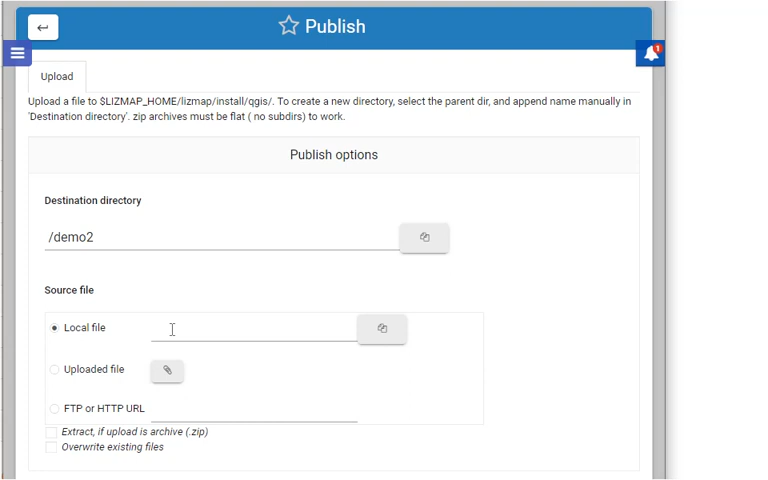 Publish
1
Upload
Upload a file to $LIZMAP_HOME/lizmap/install/qgis/. To create a new directory, select the parent dir, and append name manually in
'Destination directory'. zip archives must be flat ( no subdirs) to work.
Publish options
Destination directory
/demo2
Source file
Local file
Uploaded file
FTP or HTTP URL
Extract, if upload is archive (.zip)
Overwrite existing files